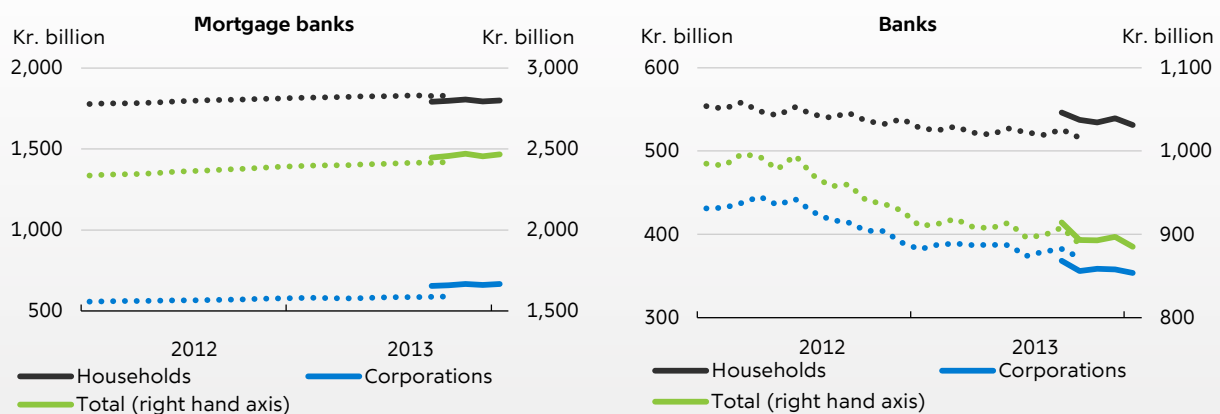 Mortgage banks
Kr. billion Kr. billion
2,000 3,000
1,500 2,500
1,000 2,000
500 1,500
2012 2013
Households Corporations
Total (right hand axis)
Banks
Kr. billion Kr. billion
600 1,100
500 1,000
400 900
300 800
2012 2013
Households Corporations
Total (right hand axis)